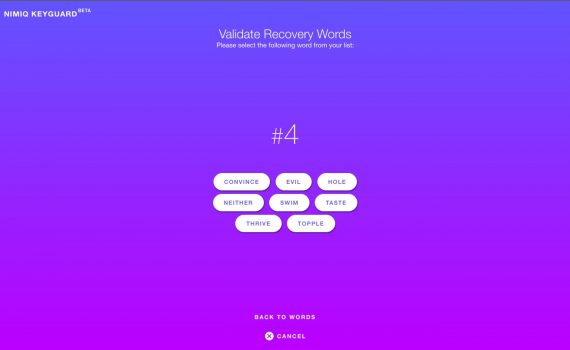 NIMIQ KEYGUARD BETA
Validate Recovery Words
Please select the following word from your list:
#4
CONVINCE EVIL HOLE
NEITHER SWIM TASTE
THRIVE TOPPLE
BACK TO WORDS
CANCEL